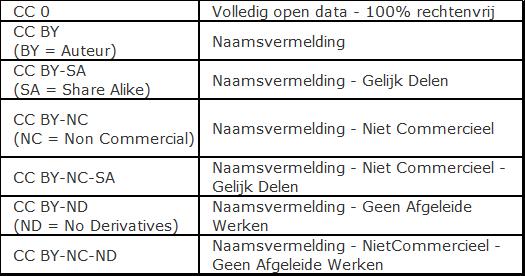 CC 0
Volledig open data - 100% rechtenvrij
CC BY
(BY = Auteur)
Naamsvermelding
CC BY-SA
(SA = Share Alike)
Naamsvermelding - Gelijk Delen
CC BY-NC
(NC = Non Commercial)
Naamsvermelding - Niet Commercieel
CC BY-NC-SA
Naamsvermelding - Niet Commercieel -
Gelijk Delen
CC BY-ND
(ND = No Derivatives)
Naamsvermelding - Geen Afgeleide
Werken
CC BY-NC-ND
Naamsvermelding - NietCommercieel -
Geen Afgeleide Werken